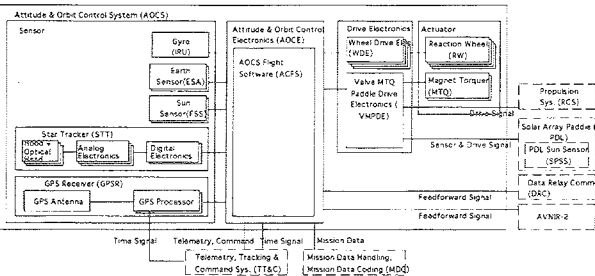 Attitude & Orbit Control System (AOCS)
Sensor
Gyro
(IRU)
Earth
Sensor(ESA)
Sun
Sensor(FSS)
Star Tracker (STT)
Hood +
Optical
Head
Analog
Electronics
Digital
Electronics
GPS Receiver (GPSR)
GPS Antenna
GPS Processor
Attitude & Orbit Control
Electronics (AOCE)
AOCS Flight
Software (ACFS)
Drive Electronics
Wheel Drive
(WDE)
Valva MTQ
Paddle Drive
Electronics (
VMPDE)
Actuator
Reaction Wheel
(RW)
Magnet Torquer
(MTQ)
Propulsion
Sys. (RCS)
Drive Signal
Solar Array Paddle
PDL)
PDL Sun Sensor
(SPSS)
Sensor & Drive Signal
Data Relay Comm
(DRC)
Feedforward Signal
AVNIR-2
Feedforward Signal
Time Signal
Telemetry, Command
Time Signal
Mission Data
Telemetry, Tracking &
Command Sys. (TT&C)
Mission Data Handling,
Mission Data Coding